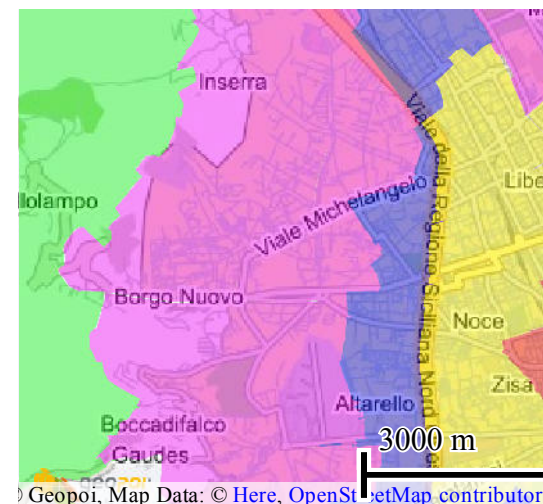 Inserra
Viale della Regione Siciliana Nord
Libe
llolampo
Viale Michelangelo
Borgo Nuovo
Noce
Zisa
Altarello
Boccadifalco
Gaudes
3000 m
Geopoi, Map Data: © Here, OpenStreetMap contributor